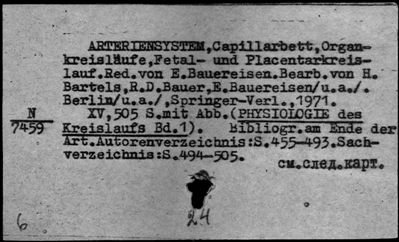 ARTERIENSYSTEM,Capillarbett,Organ-
kreisläufe,Fetal- und Placentarkreis-
lauf.Red.von E.Bauereisen.Bearb.von H.
Bartels,R.D.Bauer,E.Bauereisen/u.a./.
Berlin/u.a./,Springer-Verl.,1971.
N XV,505 S.mit Abb.(PHYSIOLOGIE des
7459 Kreislaufs Bd.1). Bibliogr.am Ende der
Art.Autorenverzeichnis:S.455-493.Sach-
verzeichnis:S.494-505.
см.след.карт.
6 24